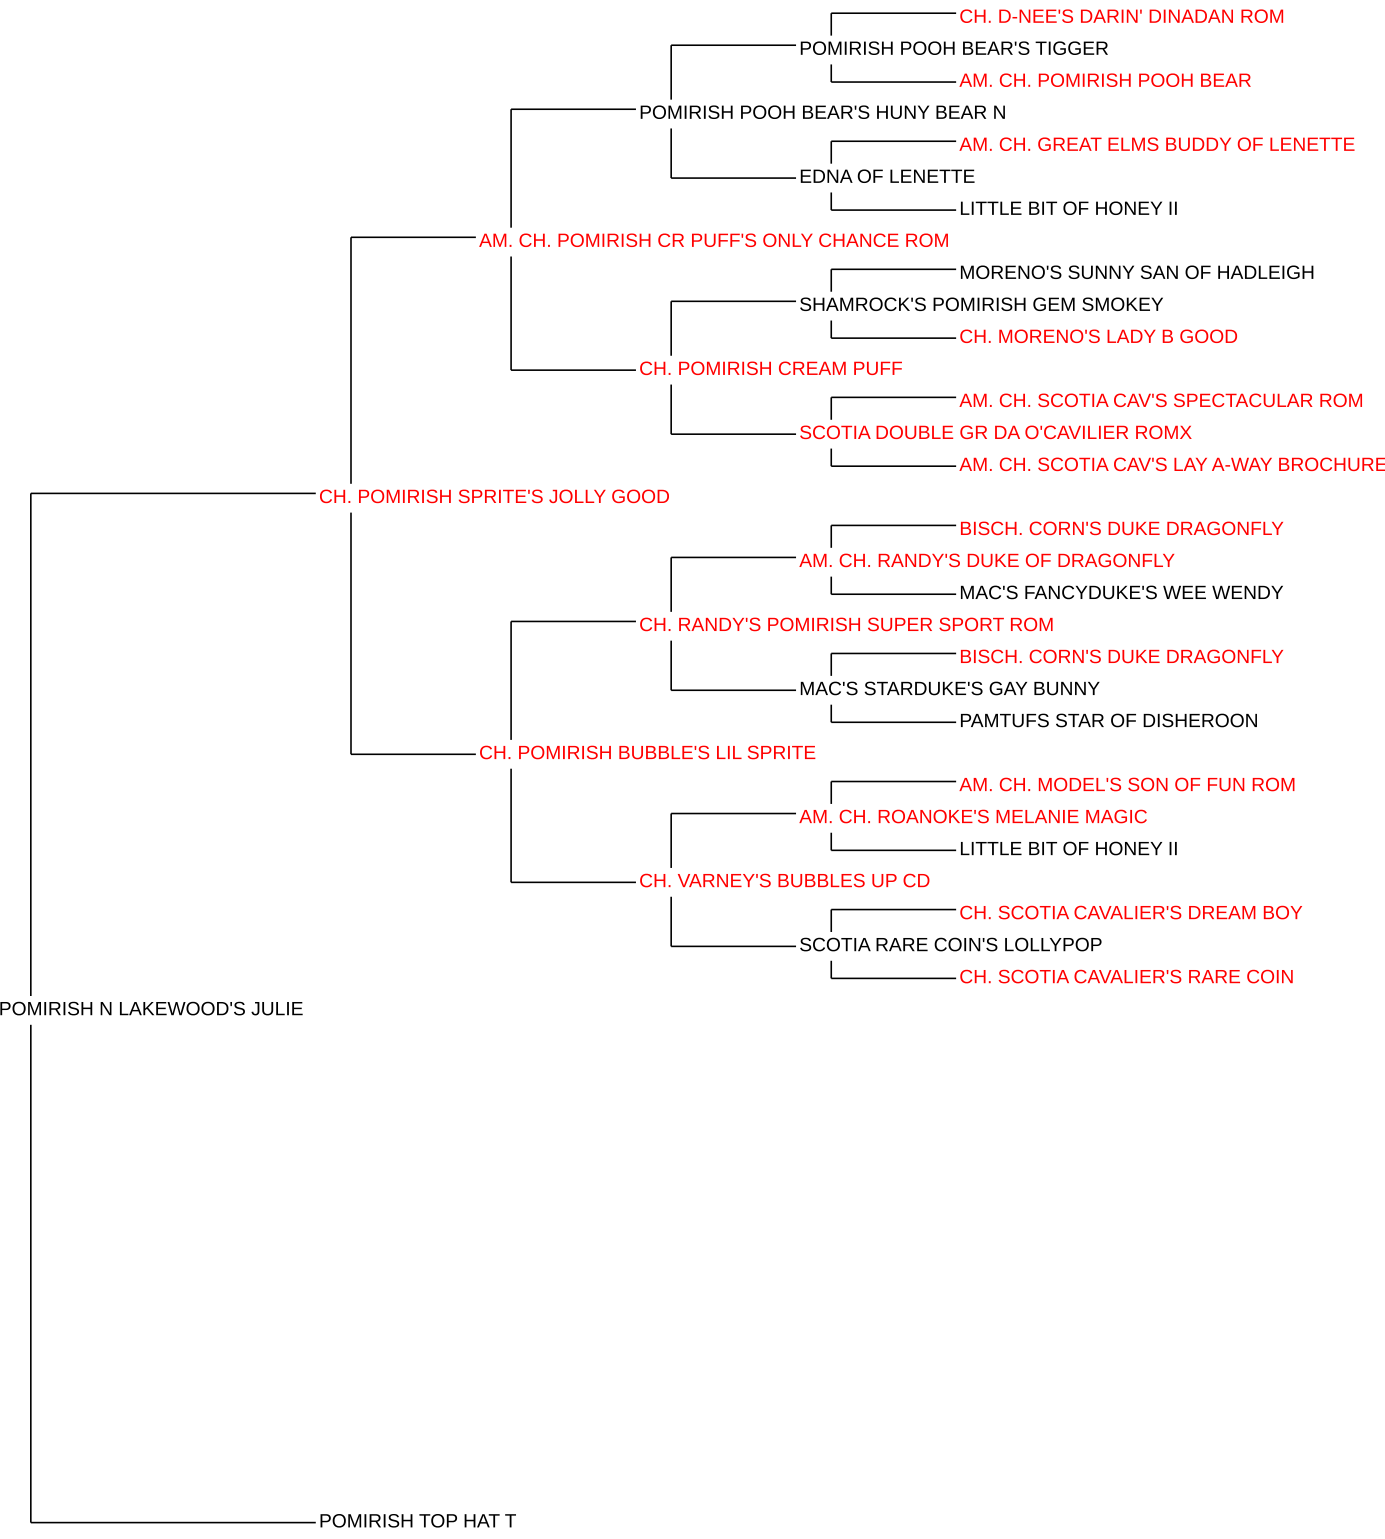 CH. D-NEE'S DARIN' DINADAN ROM
POMIRISH POOH BEAR'S TIGGER
AM. CH. POMIRISH POOH BEAR
POMIRISH POOH BEAR'S HUNY BEAR N
AM. CH. GREAT ELMS BUDDY OF LENETTE
EDNA OF LENETTE
LITTLE BIT OF HONEY II
AM. CH. POMIRISH CR PUFF'S ONLY CHANCE ROM
MORENO'S SUNNY SAN OF HADLEIGH
SHAMROCK'S POMIRISH GEM SMOKEY
CH. MORENO'S LADY B GOOD
CH. POMIRISH CREAM PUFF
AM. CH. SCOTIA CAV'S SPECTACULAR ROM
SCOTIA DOUBLE GR DA O'CAVILIER ROMX
AM. CH. SCOTIA CAV'S LAY A-WAY BROCHURE
CH. POMIRISH SPRITE'S JOLLY GOOD
BISCH. CORN'S DUKE DRAGONFLY
AM. CH. RANDY'S DUKE OF DRAGONFLY
MAC'S FANCYDUKE'S WEE WENDY
CH. RANDY'S POMIRISH SUPER SPORT ROM
BISCH. CORN'S DUKE DRAGONFLY
MAC'S STARDUKE'S GAY BUNNY
PAMTUFS STAR OF DISHEROON
CH. POMIRISH BUBBLE'S LIL SPRITE
AM. CH. MODEL'S SON OF FUN ROM
AM. CH. ROANOKE'S MELANIE MAGIC
LITTLE BIT OF HONEY II
CH. VARNEY'S BUBBLES UP CD
CH. SCOTIA CAVALIER'S DREAM BOY
SCOTIA RARE COIN'S LOLLYPOP
CH. SCOTIA CAVALIER'S RARE COIN
POMIRISH N LAKEWOOD'S JULIE
POMIRISH TOP HAT T